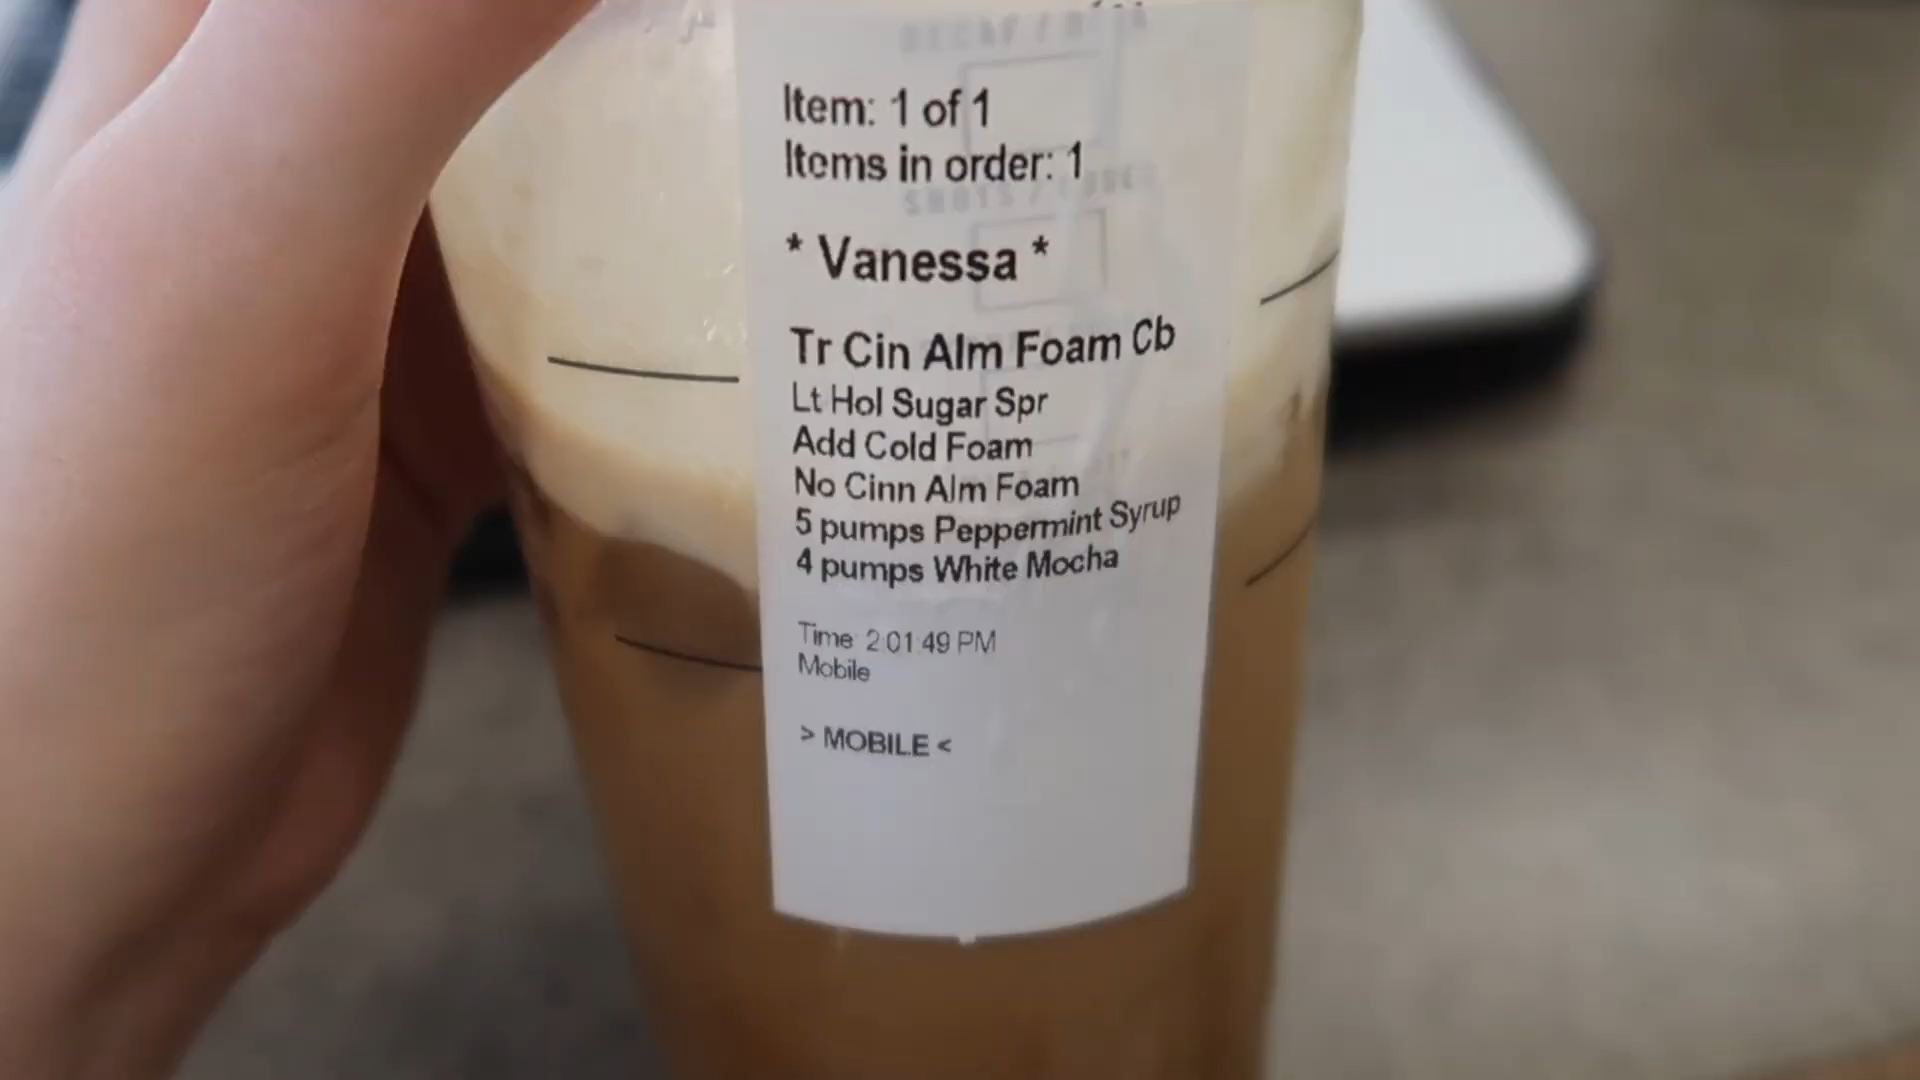 DECAF /
Item: 1 of 1
Items in order: 1
SHOTS /
* Vanessa *
Tr Cin Alm Foam Cb
Lt Hol Sugar Spr
Add Cold Foam
No Cinn Alm Foam
5 pumps Peppermint Syrup
4 pumps White Mocha
Time 2:01:49 PM
Mobile
> MOBILE <